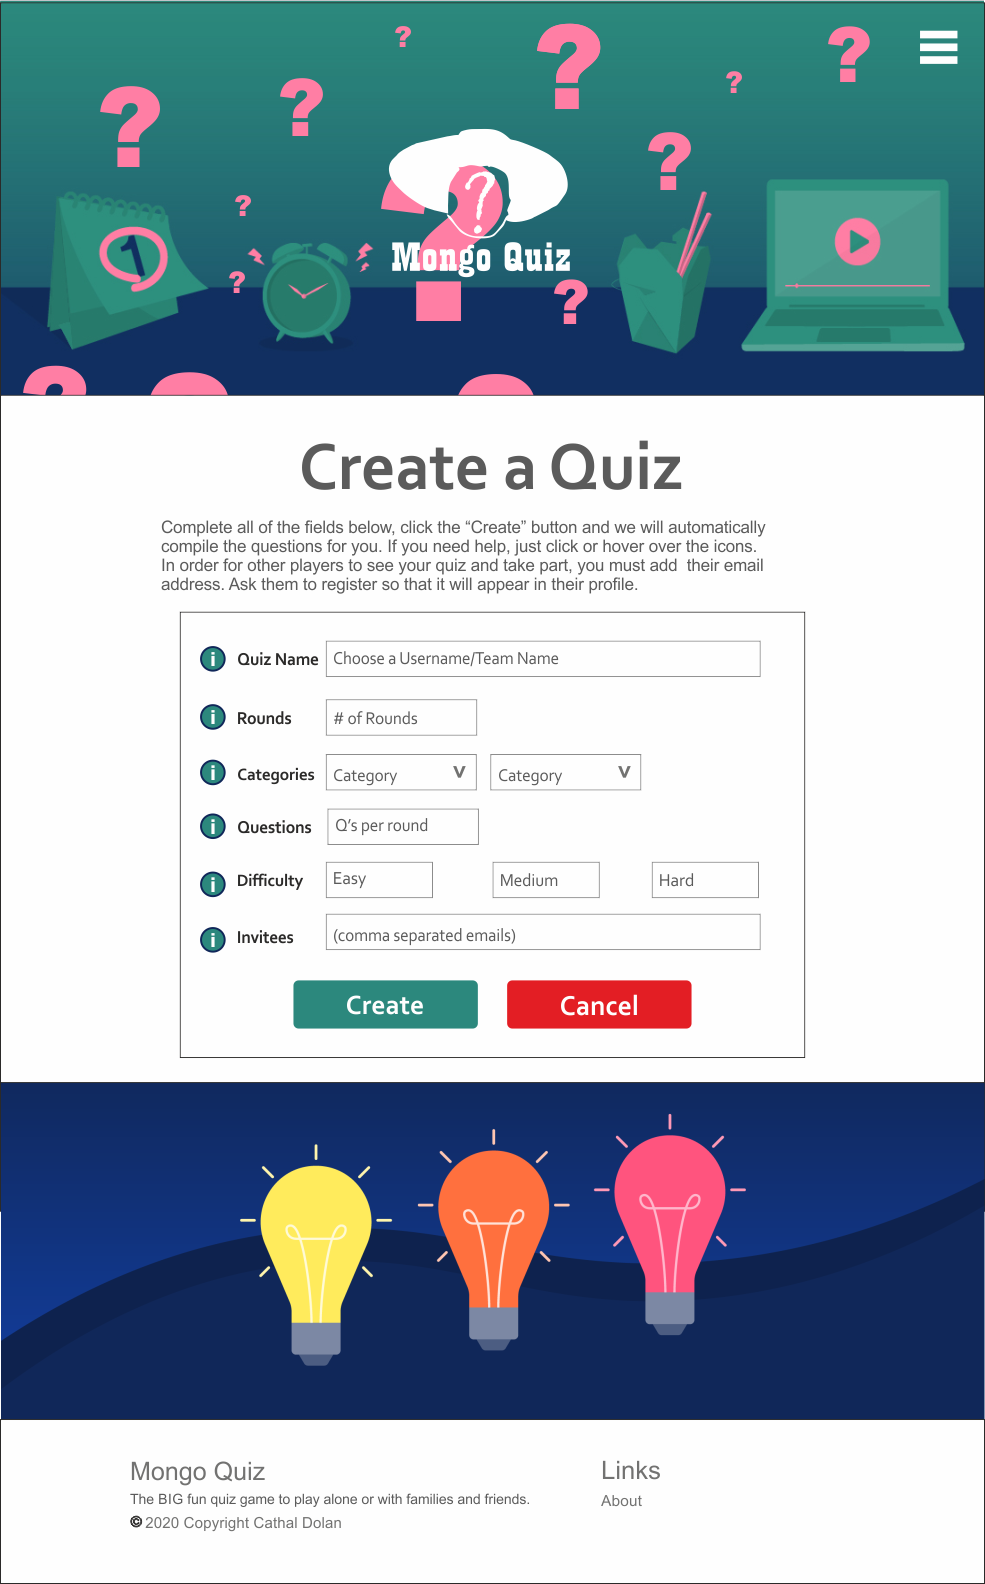 ?
?
?
?
?
?
?
?
?
1
?
Mongo Quiz
?
?
Create a Quiz
Complete all of the fields below, click the “Create” button and we will automatically
compile the questions for you. If you need help, just click or hover over the icons.
In order for other players to see your quiz and take part, you must add  their email
address. Ask them to register so that it will appear in their profile.
i Quiz Name Choose a Username/Team Name
i Rounds # of Rounds
i Categories Category V Category V
i Questions Q’s per round
i Difficulty Easy Medium Hard
i Invitees (comma separated emails)
Create Cancel
Mongo Quiz
The BIG fun quiz game to play alone or with families and friends.
© 2020 Copyright Cathal Dolan
Links
About